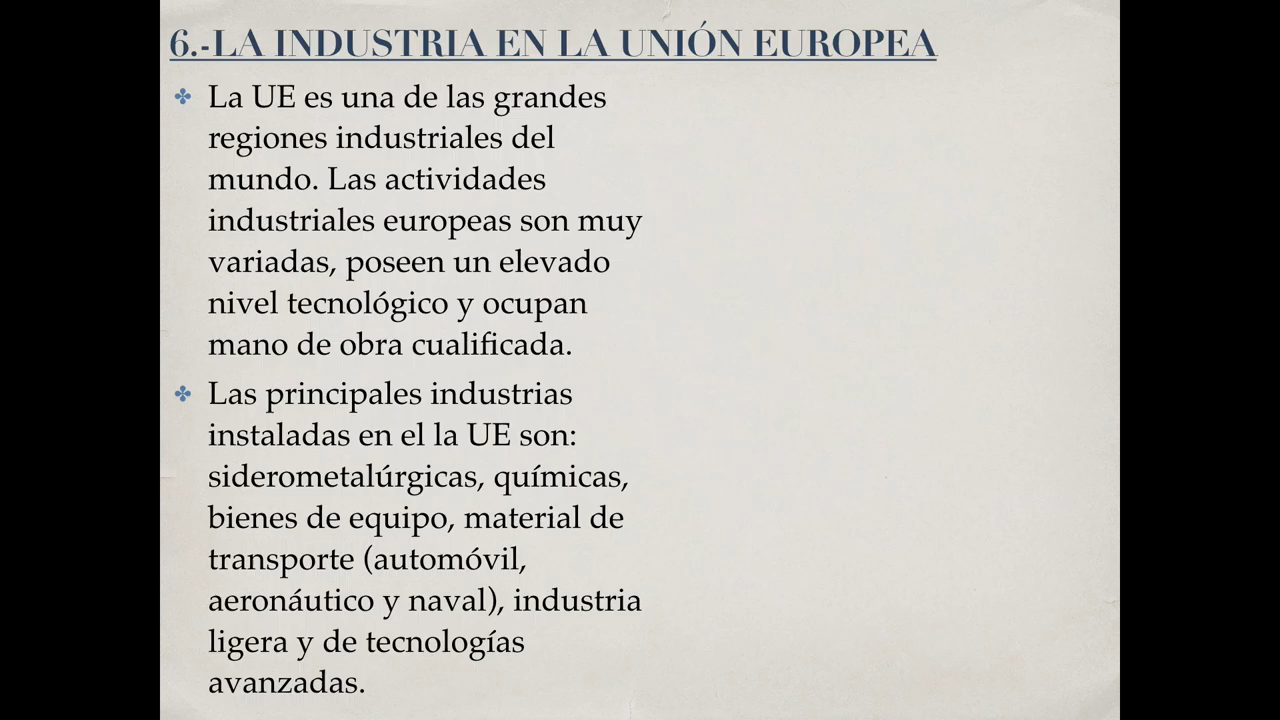 6.-LA INDUSTRIA EN LA UNIÓN EUROPEA
La UE es una de las grandes
regiones industriales del
mundo. Las actividades
industriales europeas son muy
variadas, poseen un elevado
nivel tecnológico y ocupan
mano de obra cualificada.
Las principales industrias
instaladas en el la UE son:
siderometalúrgicas, químicas,
bienes de equipo, material de
transporte (automóvil,
aeronáutico y naval), industria
ligera y de tecnologías
avanzadas.